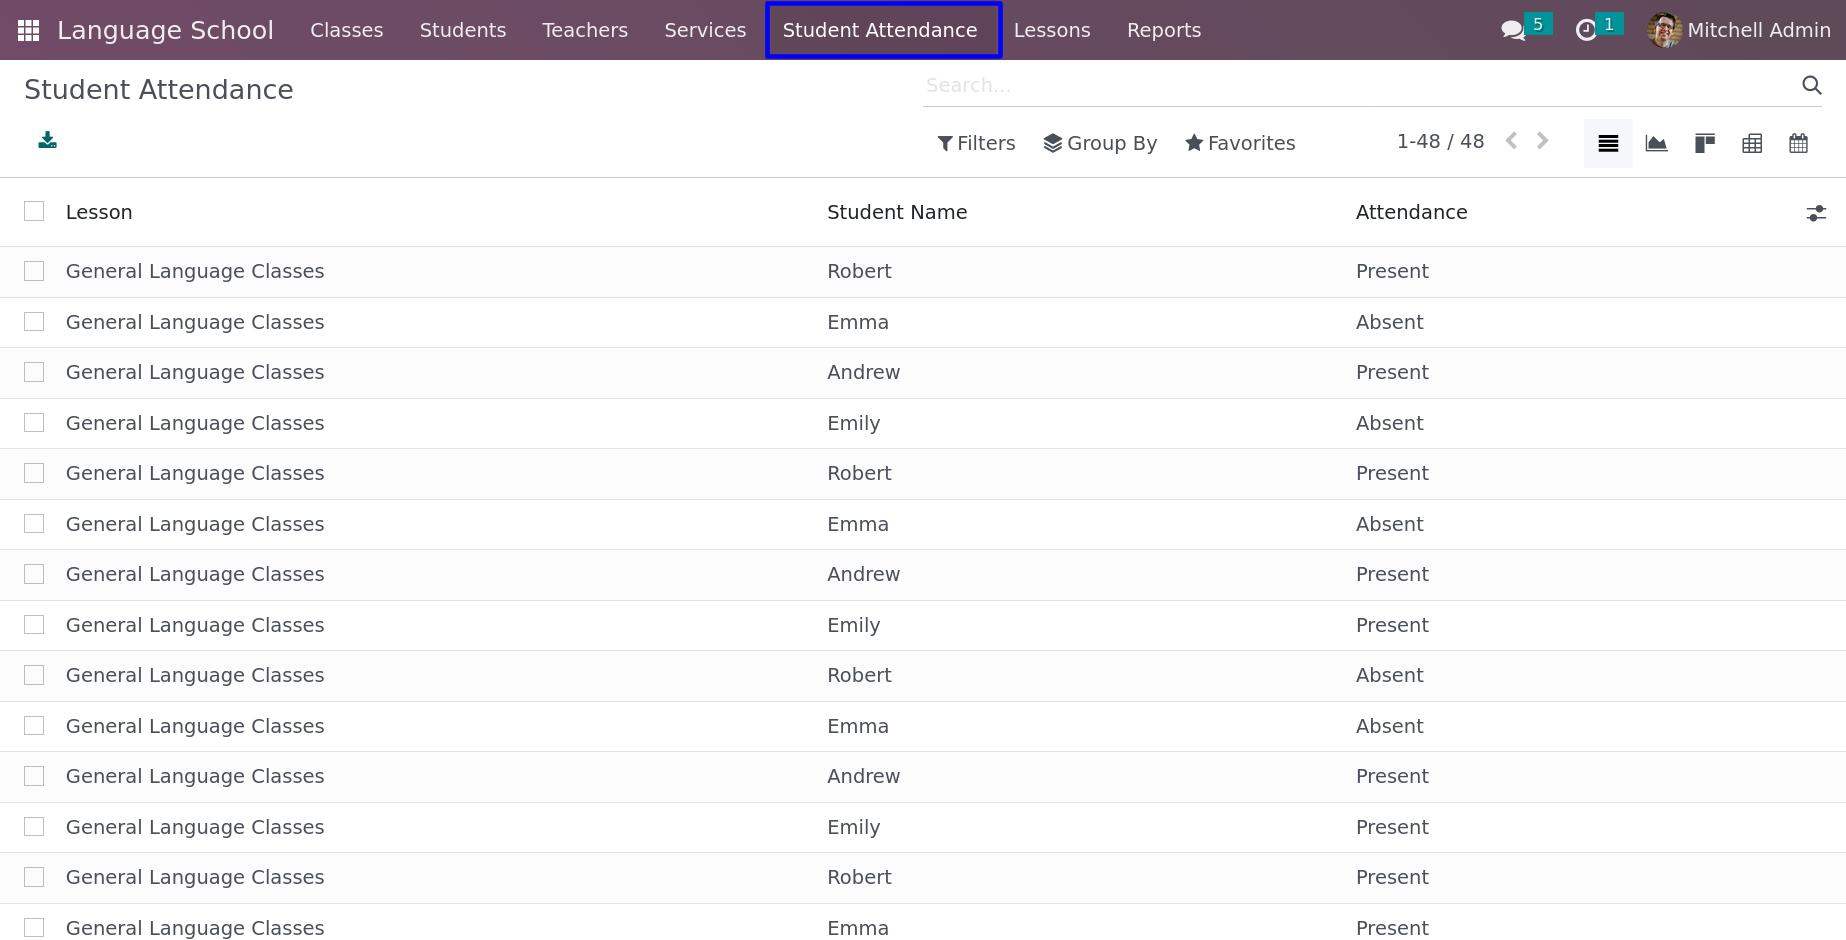 Language School Classes Students Teachers Services Student Attendance Lessons Reports 5 1 Mitchell Admin
Student Attendance Search...
Filters Group By Favorites 1-48 / 48
Lesson Student Name Attendance
General Language Classes Robert Present
General Language Classes Emma Absent
General Language Classes Andrew Present
General Language Classes Emily Absent
General Language Classes Robert Present
General Language Classes Emma Absent
General Language Classes Andrew Present
General Language Classes Emily Present
General Language Classes Robert Absent
General Language Classes Emma Absent
General Language Classes Andrew Present
General Language Classes Emily Present
General Language Classes Robert Present
General Language Classes Emma Present